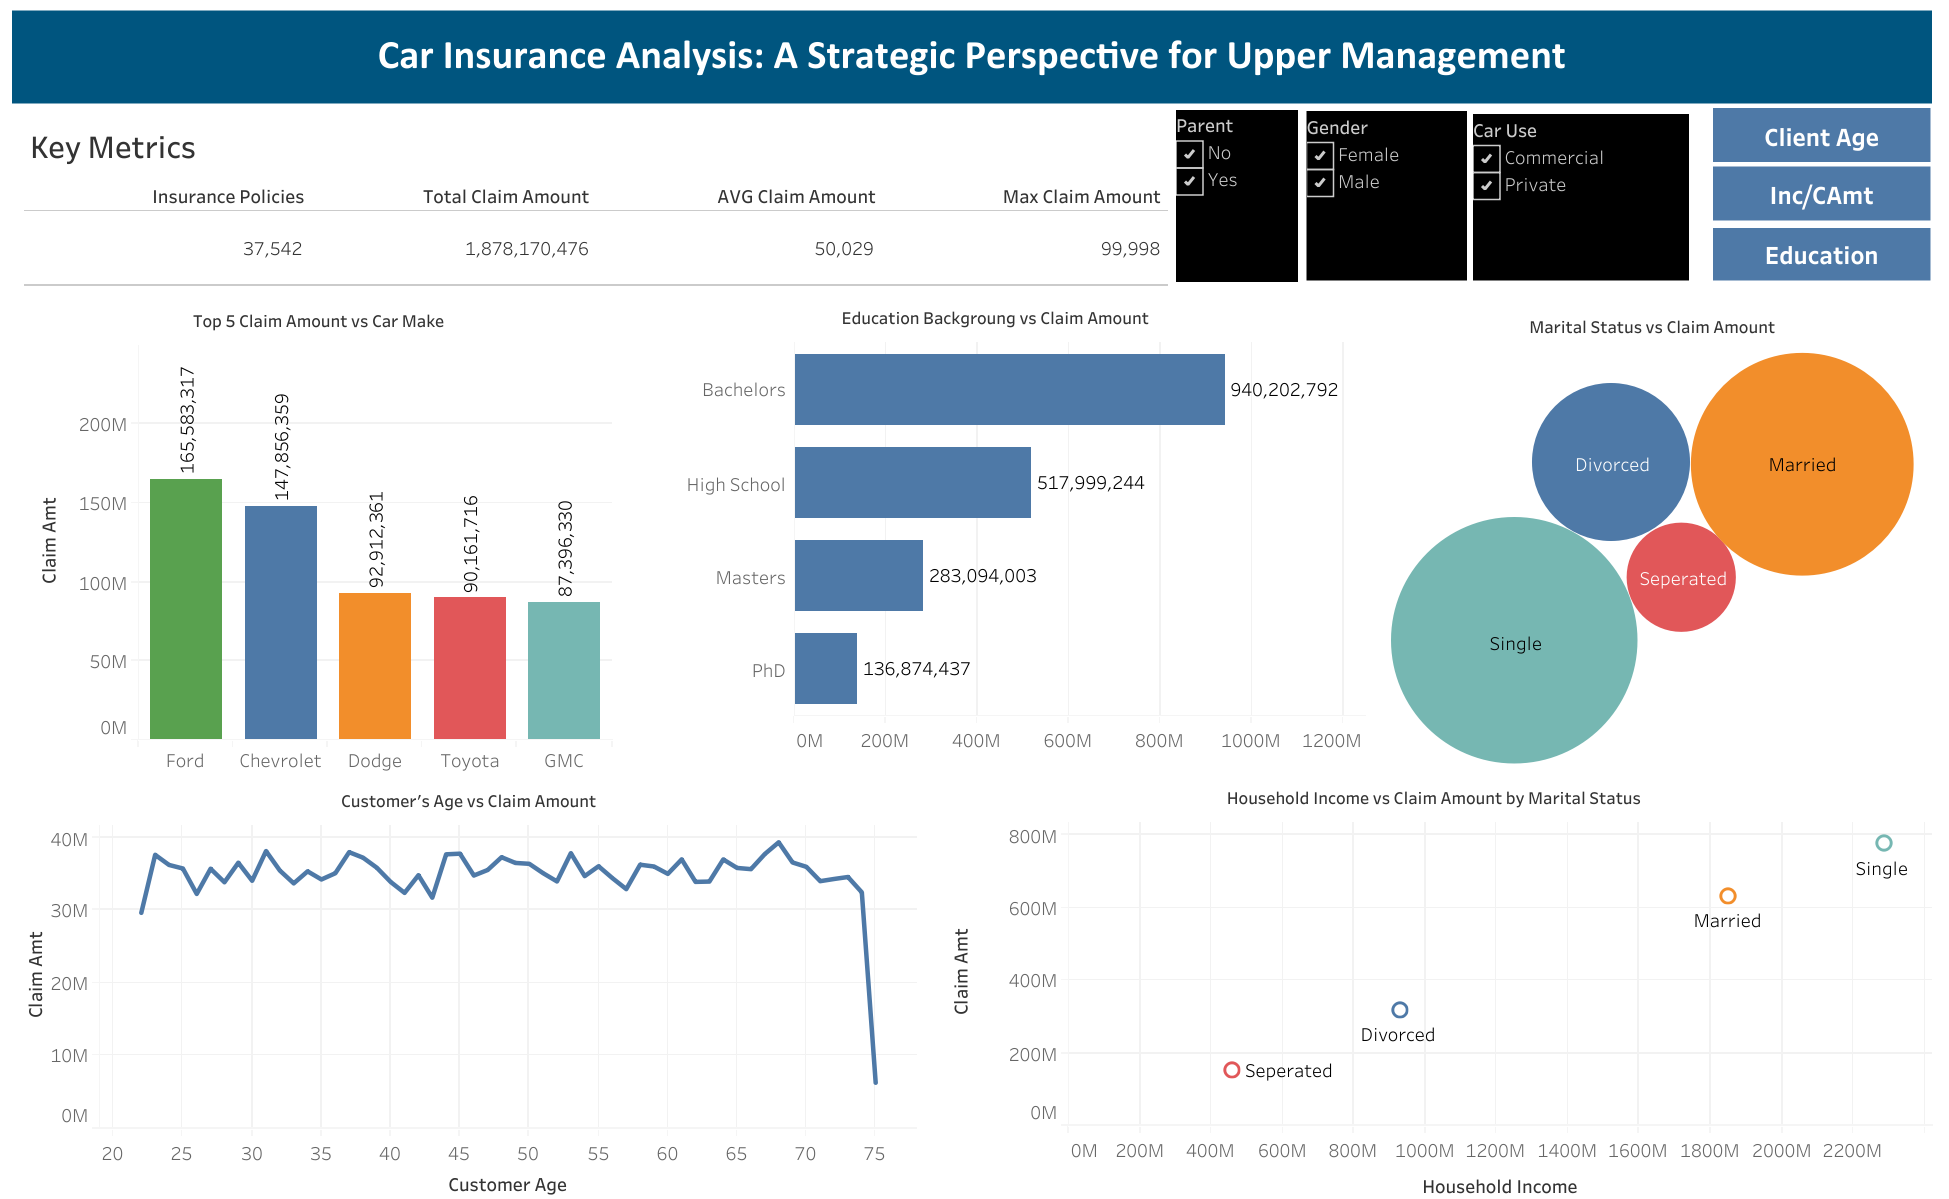 Car Insurance Analysis: A Strategic Perspective for Upper Management
Key Metrics
Insurance Policies Total Claim Amount AVG Claim Amount Max Claim Amount
37,542 1,878,170,476 50,029 99,998
Parent
No
Yes
Gender
Female
Male
Car Use
Commercial
Private
Client Age
Inc/CAmt
Education
Top 5 Claim Amount vs Car Make
Claim Amt
200M
150M
100M
50M
0M
165,583,317
147,856,359
92,912,361
90,161,716
87,396,330
Ford Chevrolet Dodge Toyota GMC
Education Backgroung vs Claim Amount
Bachelors 940,202,792
High School 517,999,244
Masters 283,094,003
PhD 136,874,437
0M 200M 400M 600M 800M 1000M 1200M
Marital Status vs Claim Amount
Divorced
Married
Seperated
Single
Customer's Age vs Claim Amount
Claim Amt
40M
30M
20M
10M
0M
20 25 30 35 40 45 50 55 60 65 70 75
Customer Age
Household Income vs Claim Amount by Marital Status
Claim Amt
800M
600M
400M
200M
0M
Single
Married
Divorced
Seperated
0M 200M 400M 600M 800M 1000M 1200M 1400M 1600M 1800M 2000M 2200M
Household Income